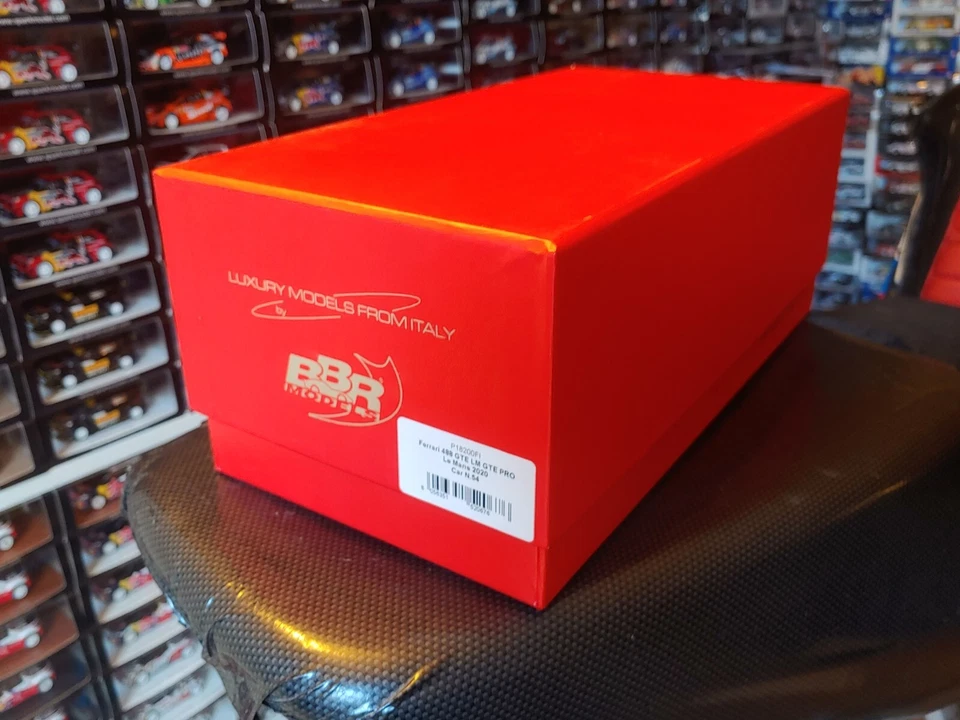 LUXURY MODELS FROM ITALY
by
BBR
MODELS
P18200FI
Ferrari 488 GTE LM GTE PRO
Le Mans 2020
Car N.54